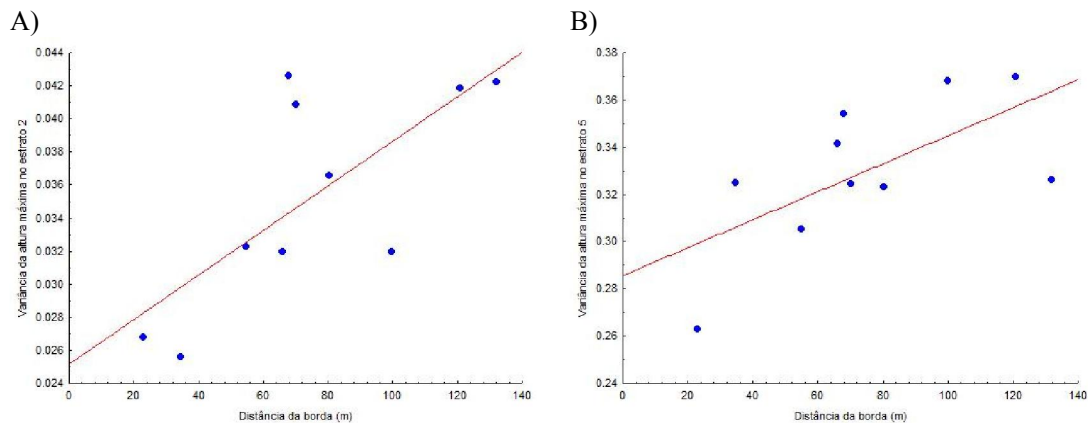 A)
Variância da altura máxima no estrato 2
0.044
0.042
0.040
0.038
0.036
0.034
0.032
0.030
0.028
0.026
0.024
0 20 40 60 80 100 120 140
Distância da borda (m)
B)
Variância da altura máxima no estrato 5
0.38
0.36
0.34
0.32
0.30
0.28
0.26
0.24
0 20 40 60 80 100 120 140
Distância da borda (m)